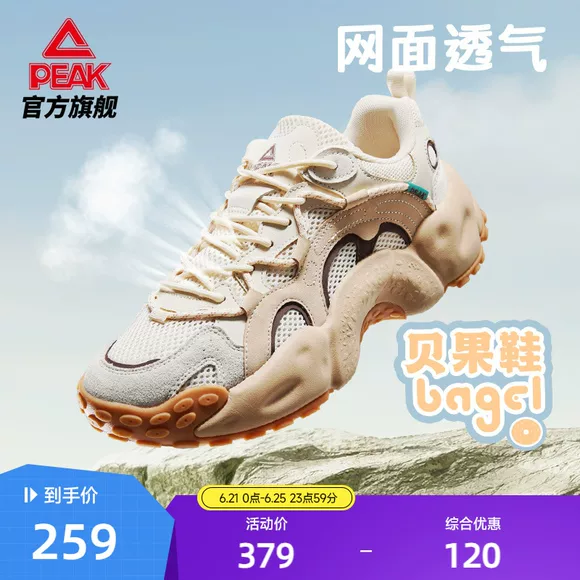 PEAK
官方旗舰
网面透气
PEAK
贝果鞋
bagel
6.21 0点-6.25 23点59分
到手价
259
活动价
379
-
综合优惠
120